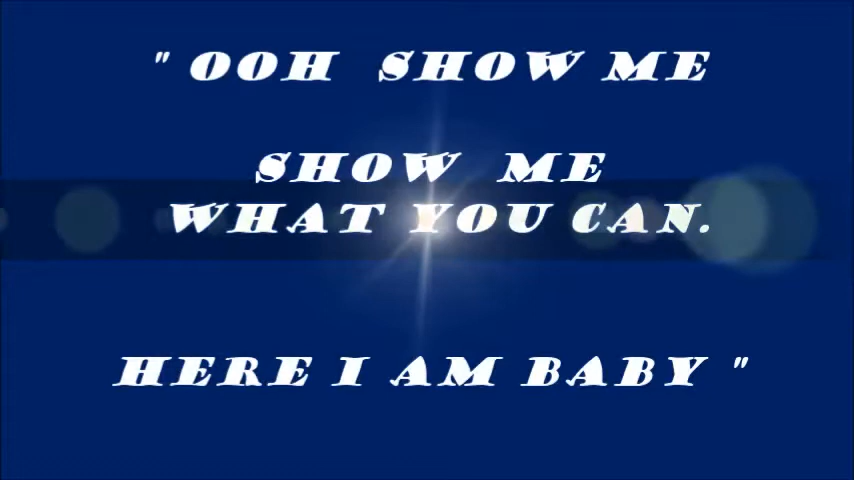 " OOH SHOW ME
SHOW ME
WHAT YOU CAN.
HERE I AM BABY "